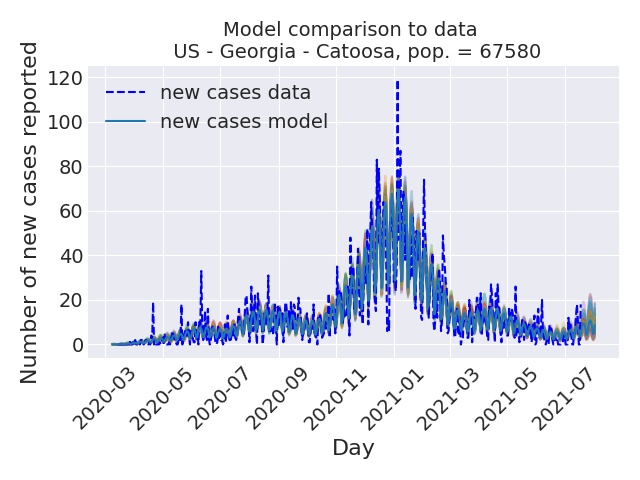 Model comparison to data
US - Georgia - Catoosa, pop. = 67580
Number of new cases reported
120
100
80
60
40
20
0
new cases data
new cases model
2020-03
2020-05
2020-07
2020-09
2020-11
2021-01
2021-03
2021-05
2021-07
Day